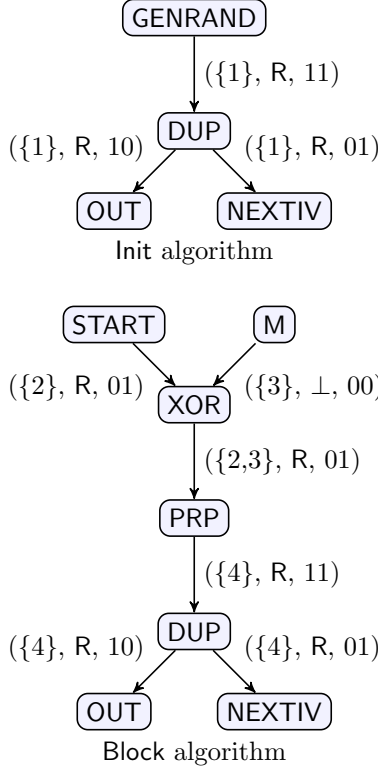 GENRAND
({1}, R, 11)
DUP
({1}, R, 10) ({1}, R, 01)
OUT NEXTIV
Init algorithm
START M
({2}, R, 01) ({3}, ⊥, 00)
XOR
({2,3}, R, 01)
PRP
({4}, R, 11)
DUP
({4}, R, 10) ({4}, R, 01)
OUT NEXTIV
Block algorithm